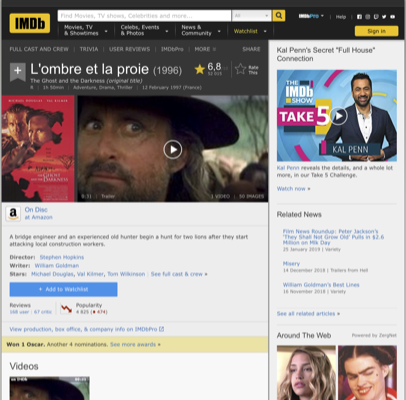 IMDb
Find Movies, TV shows, Celebrities and more...
All
IMDbPro
Help
Movies, TV
& Showtimes
Celebs, Events
& Photos
News &
Community
Watchlist
Sign in
FULL CAST AND CREW | TRIVIA | USER REVIEWS | IMDbPro | MORE
SHARE
L'ombre et la proie (1996)
The Ghost and the Darkness (original title)
R | 1h 50min | Adventure, Drama, Thriller | 12 February 1997 (France)
6,8
Rate
This
0:31 | Trailer
1 VIDEO | 50 IMAGES
On Disc
at Amazon
A bridge engineer and an experienced old hunter begin a hunt for two lions after they start
attacking local construction workers.
Director: Stephen Hopkins
Writer: William Goldman
Stars: Michael Douglas, Val Kilmer, Tom Wilkinson | See full cast & crew »
+ Add to Watchlist
Reviews
168 user | 67 critic
Popularity
4 825 (474)
View production, box office, & company info on IMDbPro
Won 1 Oscar. Another 4 nominations. See more awards »
Videos
Kal Penn's Secret "Full House"
Connection
THE
IMDb
SHOW
TAKE 5
KAL PENN
Kal Penn reveals the details, and a whole lot
more, in our Take 5 Challenge.
Watch now »
Related News
Film News Roundup: Peter Jackson's
'They Shall Not Grow Old' Pulls in $2.6
Million on Mlk Day
25 January 2019 | Variety
Misery
14 December 2018 | Trailers from Hell
William Goldman's Best Lines
16 November 2018 | Variety
See all related articles »
Around The Web
Powered by ZergNet